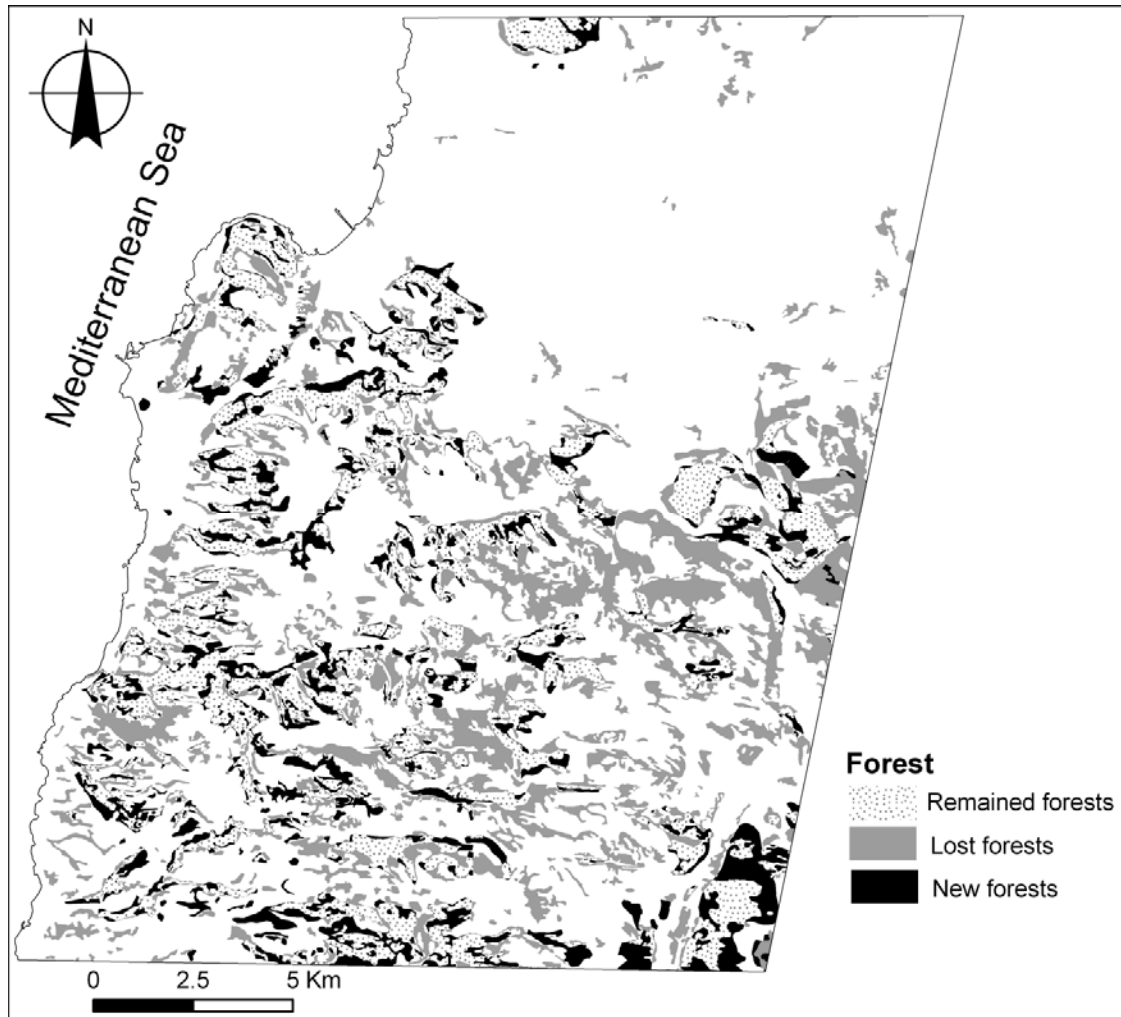 N
Mediterranean Sea
Forest
Remained forests
Lost forests
New forests
0 2.5 5 Km